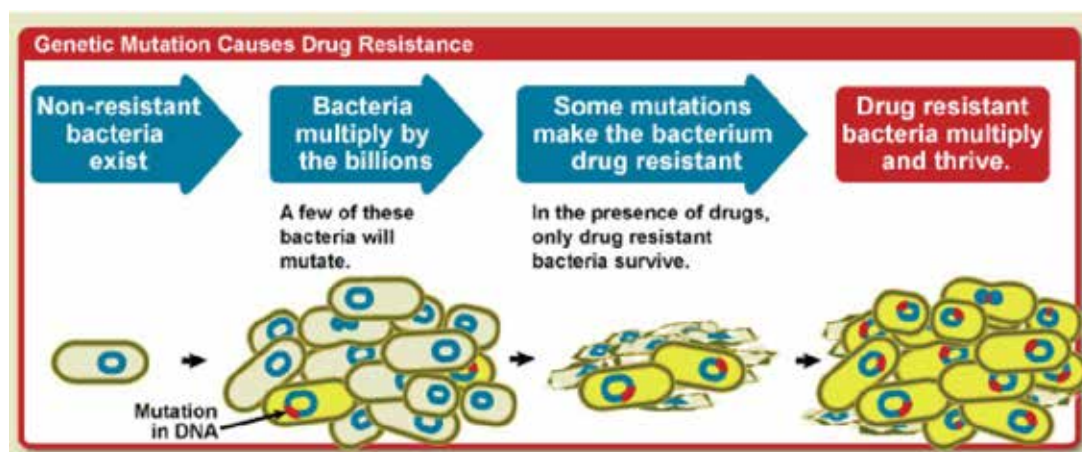 Genetic Mutation Causes Drug Resistance
Non-resistant
bacteria
exist
Bacteria
multiply by
the billions
Some mutations
make the bacterium
drug resistant
Drug resistant
bacteria multiply
and thrive.
A few of these
bacteria will
mutate.
In the presence of drugs,
only drug resistant
bacteria survive.
Mutation
in DNA